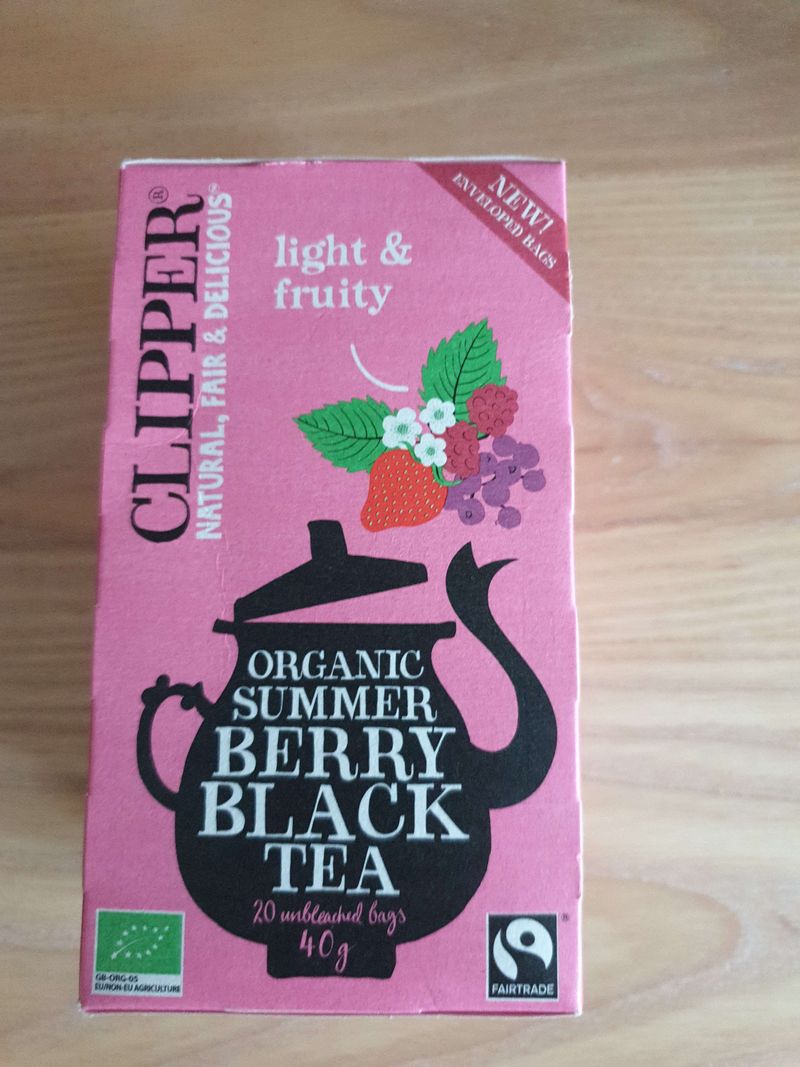 CLIPPER®
NATURAL, FAIR & DELICIOUS®
light &
fruity
NEW!
ENVELOPED BAGS
ORGANIC
SUMMER
BERRY
BLACK
TEA
20 unbleached bags
40g
GB-ORG-05
EU/NON-EU AGRICULTURE
FAIRTRADE
®